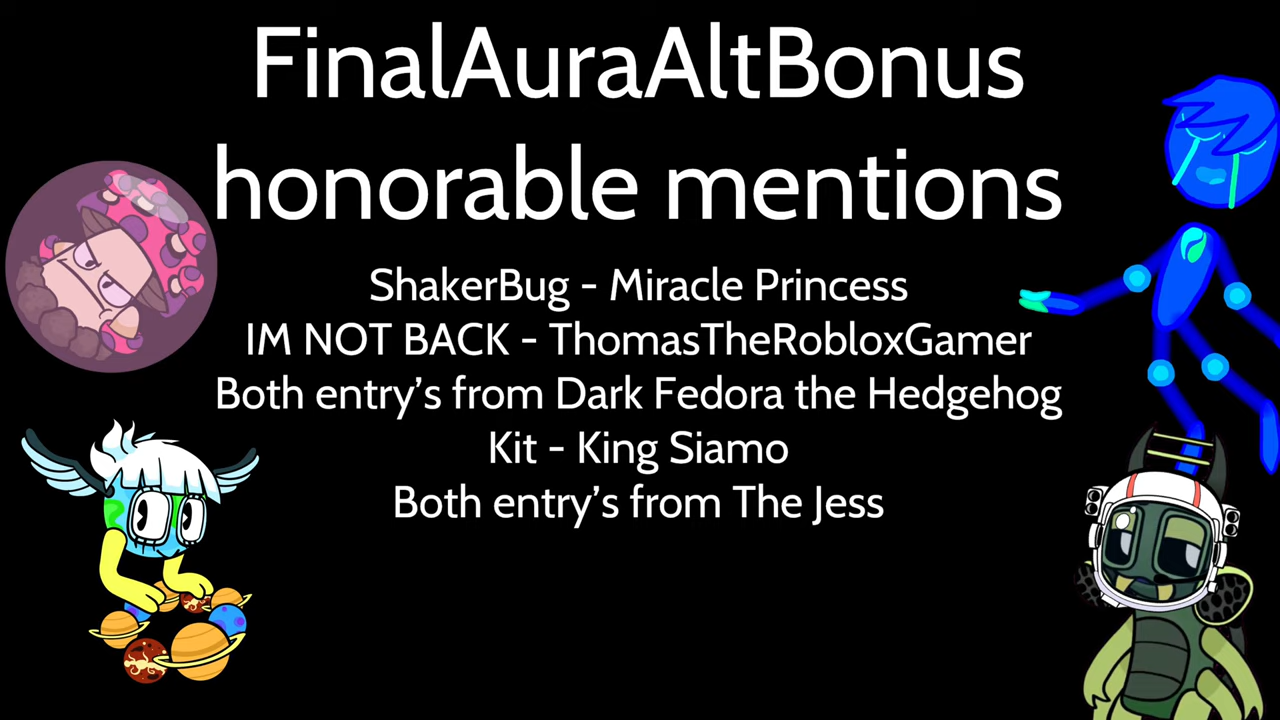 FinalAuraAltBonus
honorable mentions
ShakerBug - Miracle Princess
IM NOT BACK - ThomasTheRobloxGamer
Both entry’s from Dark Fedora the Hedgehog
Kit - King Siamo
Both entry’s from The Jess